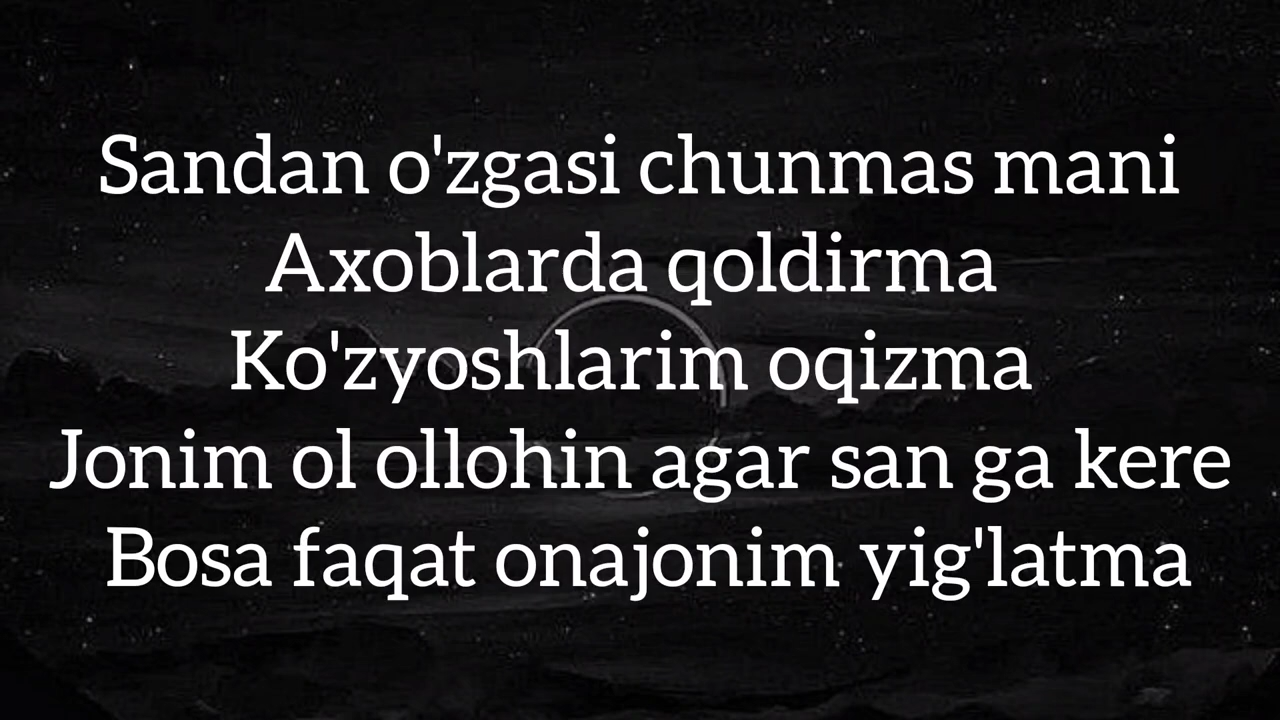 Sandan o'zgasi chunmas mani
Axoblarda qoldirma
Ko'zyoshlarim oqizma
Jonim ol ollohin agar san ga kere
Bosa faqat onajonim yig'latma